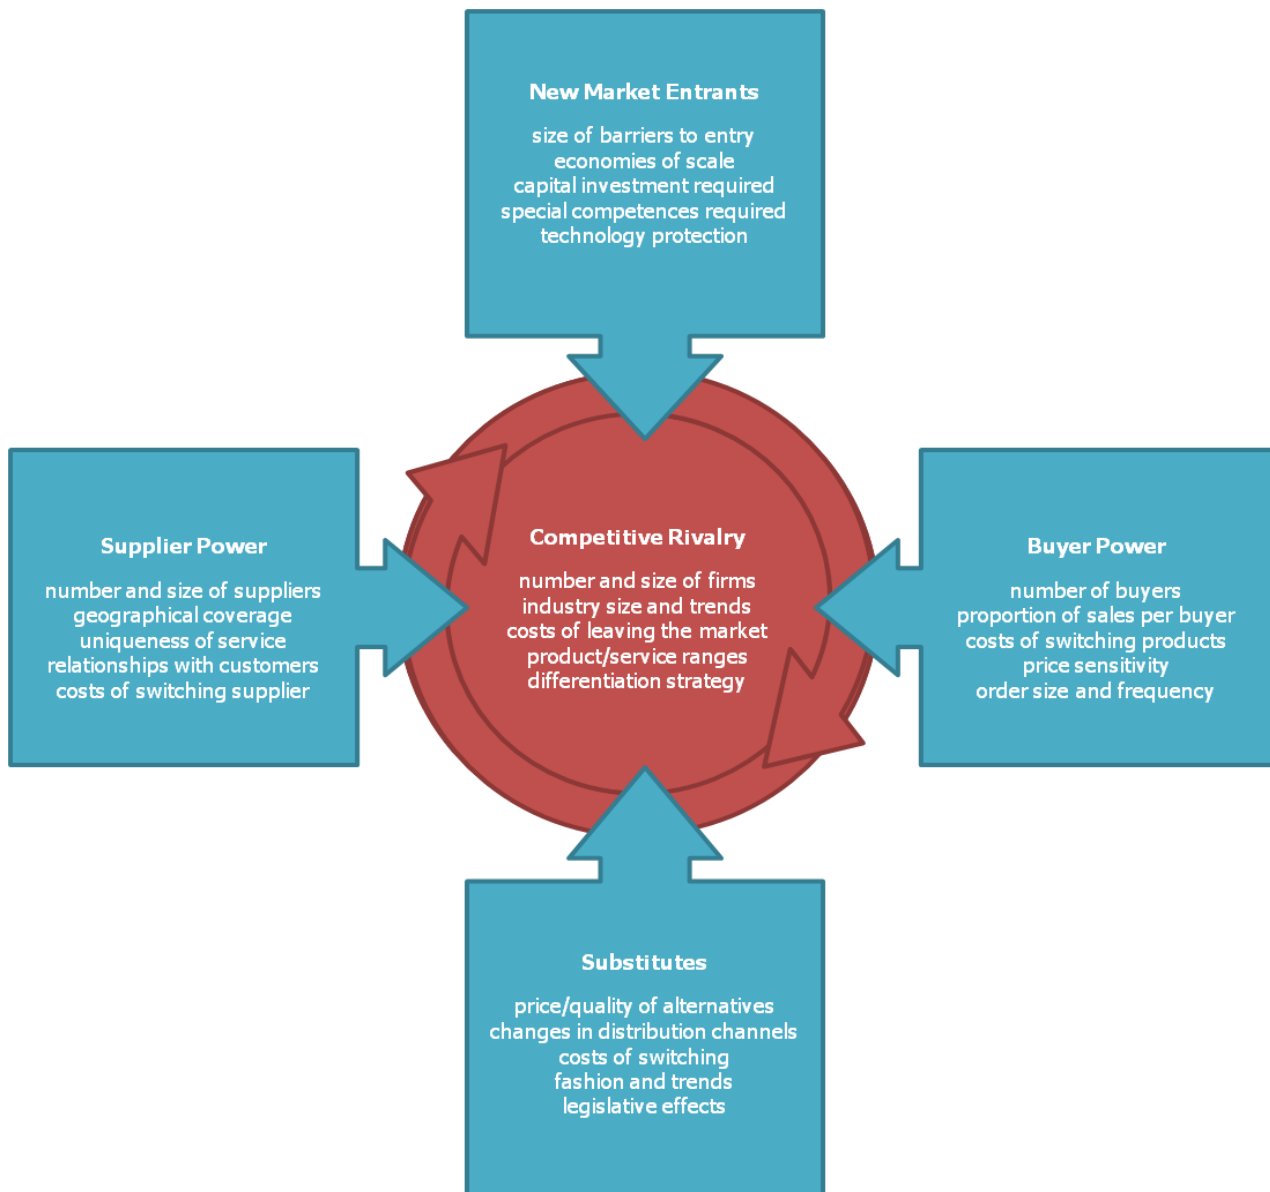 New Market Entrants
size of barriers to entry
economies of scale
capital investment required
special competences required
technology protection
Supplier Power
number and size of suppliers
geographical coverage
uniqueness of service
relationships with customers
costs of switching supplier
Competitive Rivalry
number and size of firms
industry size and trends
costs of leaving the market
product/service ranges
differentiation strategy
Buyer Power
number of buyers
proportion of sales per buyer
costs of switching products
price sensitivity
order size and frequency
Substitutes
price/quality of alternatives
changes in distribution channels
costs of switching
fashion and trends
legislative effects